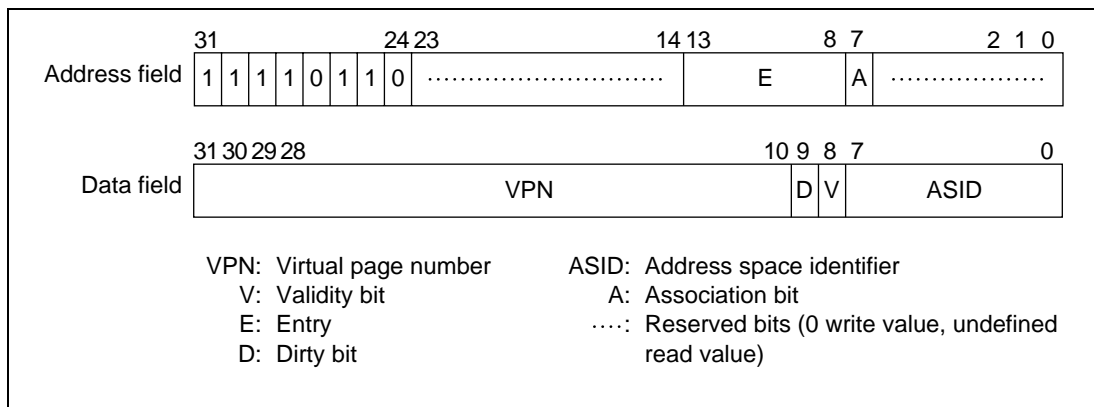 31 24 23 14 13 8 7 2 1 0
Address field 1 1 1 1 0 1 1 0 ............................. E A ...................
31 30 29 28 10 9 8 7 0
Data field VPN D V ASID
VPN: Virtual page number ASID: Address space identifier
V: Validity bit A: Association bit
E: Entry ····: Reserved bits (0 write value, undefined
D: Dirty bit read value)